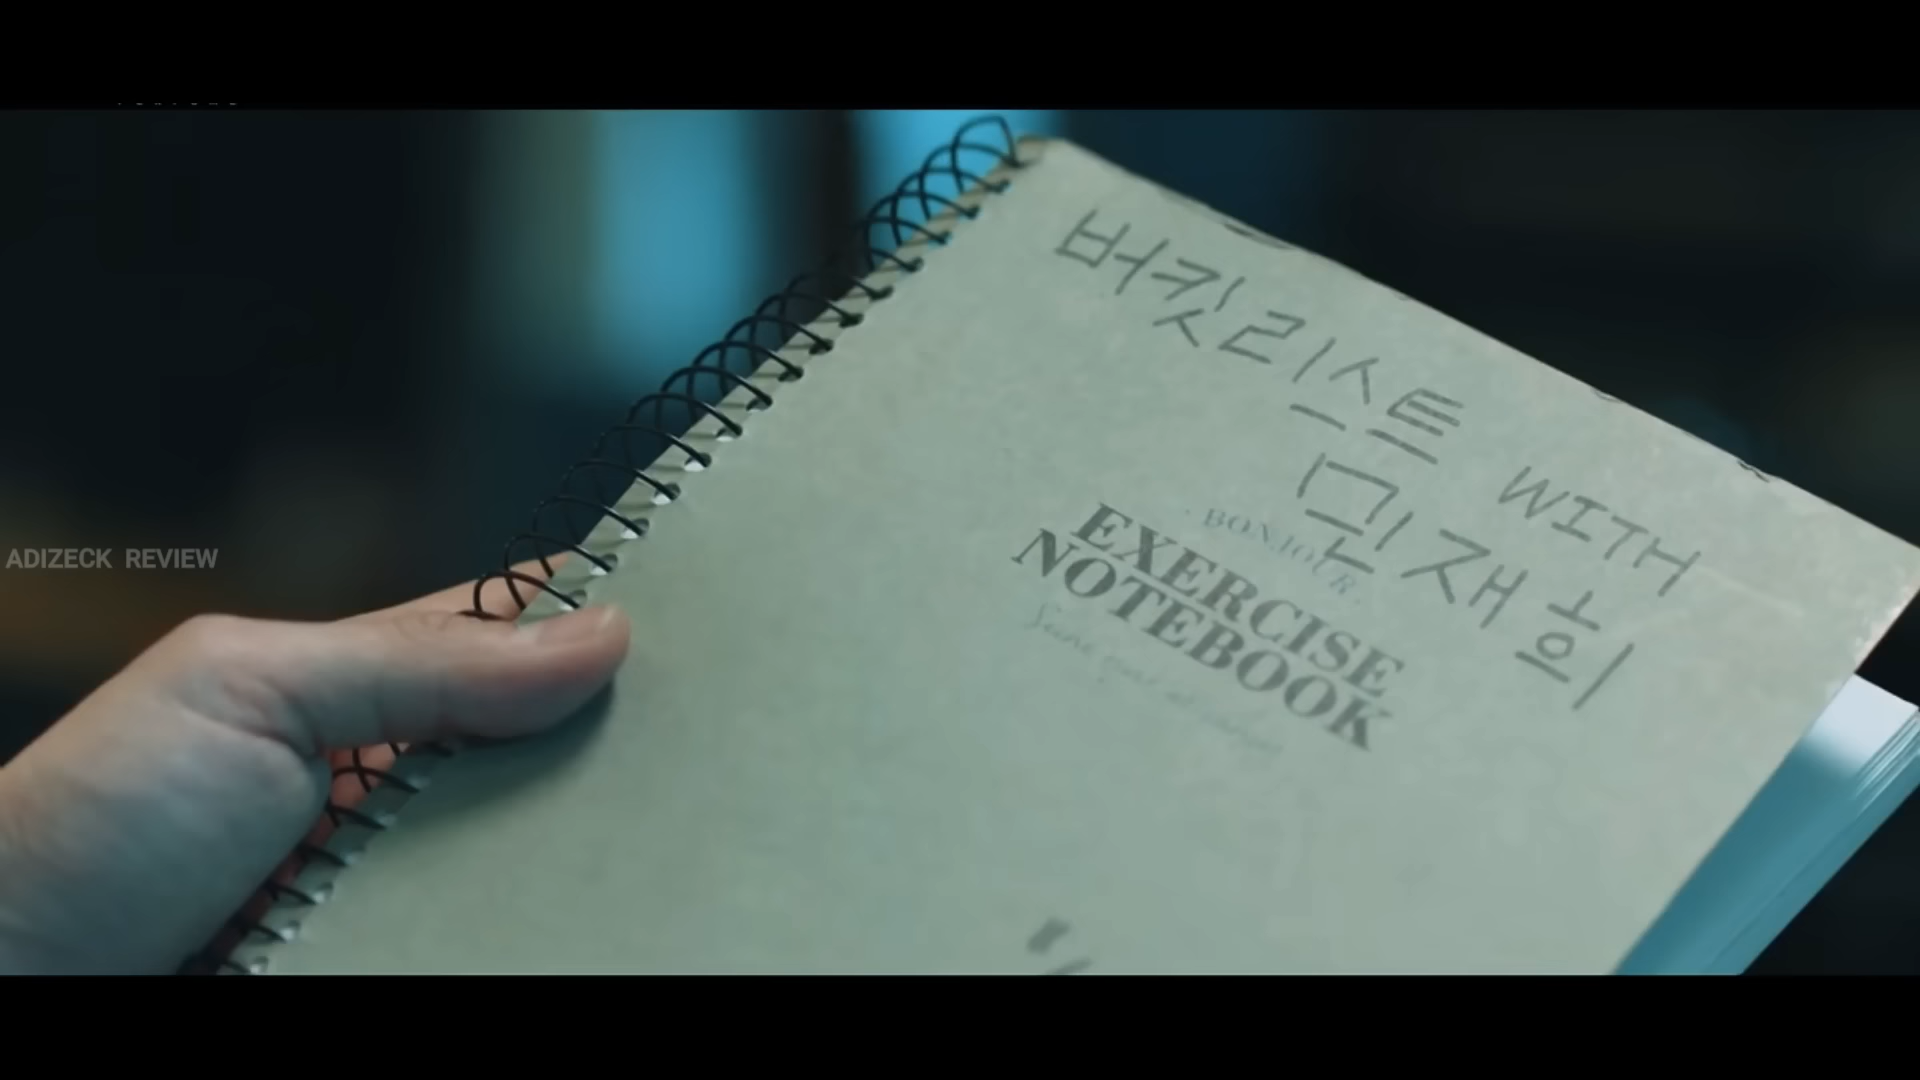 버킷리스트 WITH
민재희
· BONJOUR ·
EXERCISE
NOTEBOOK
ADIZECK REVIEW